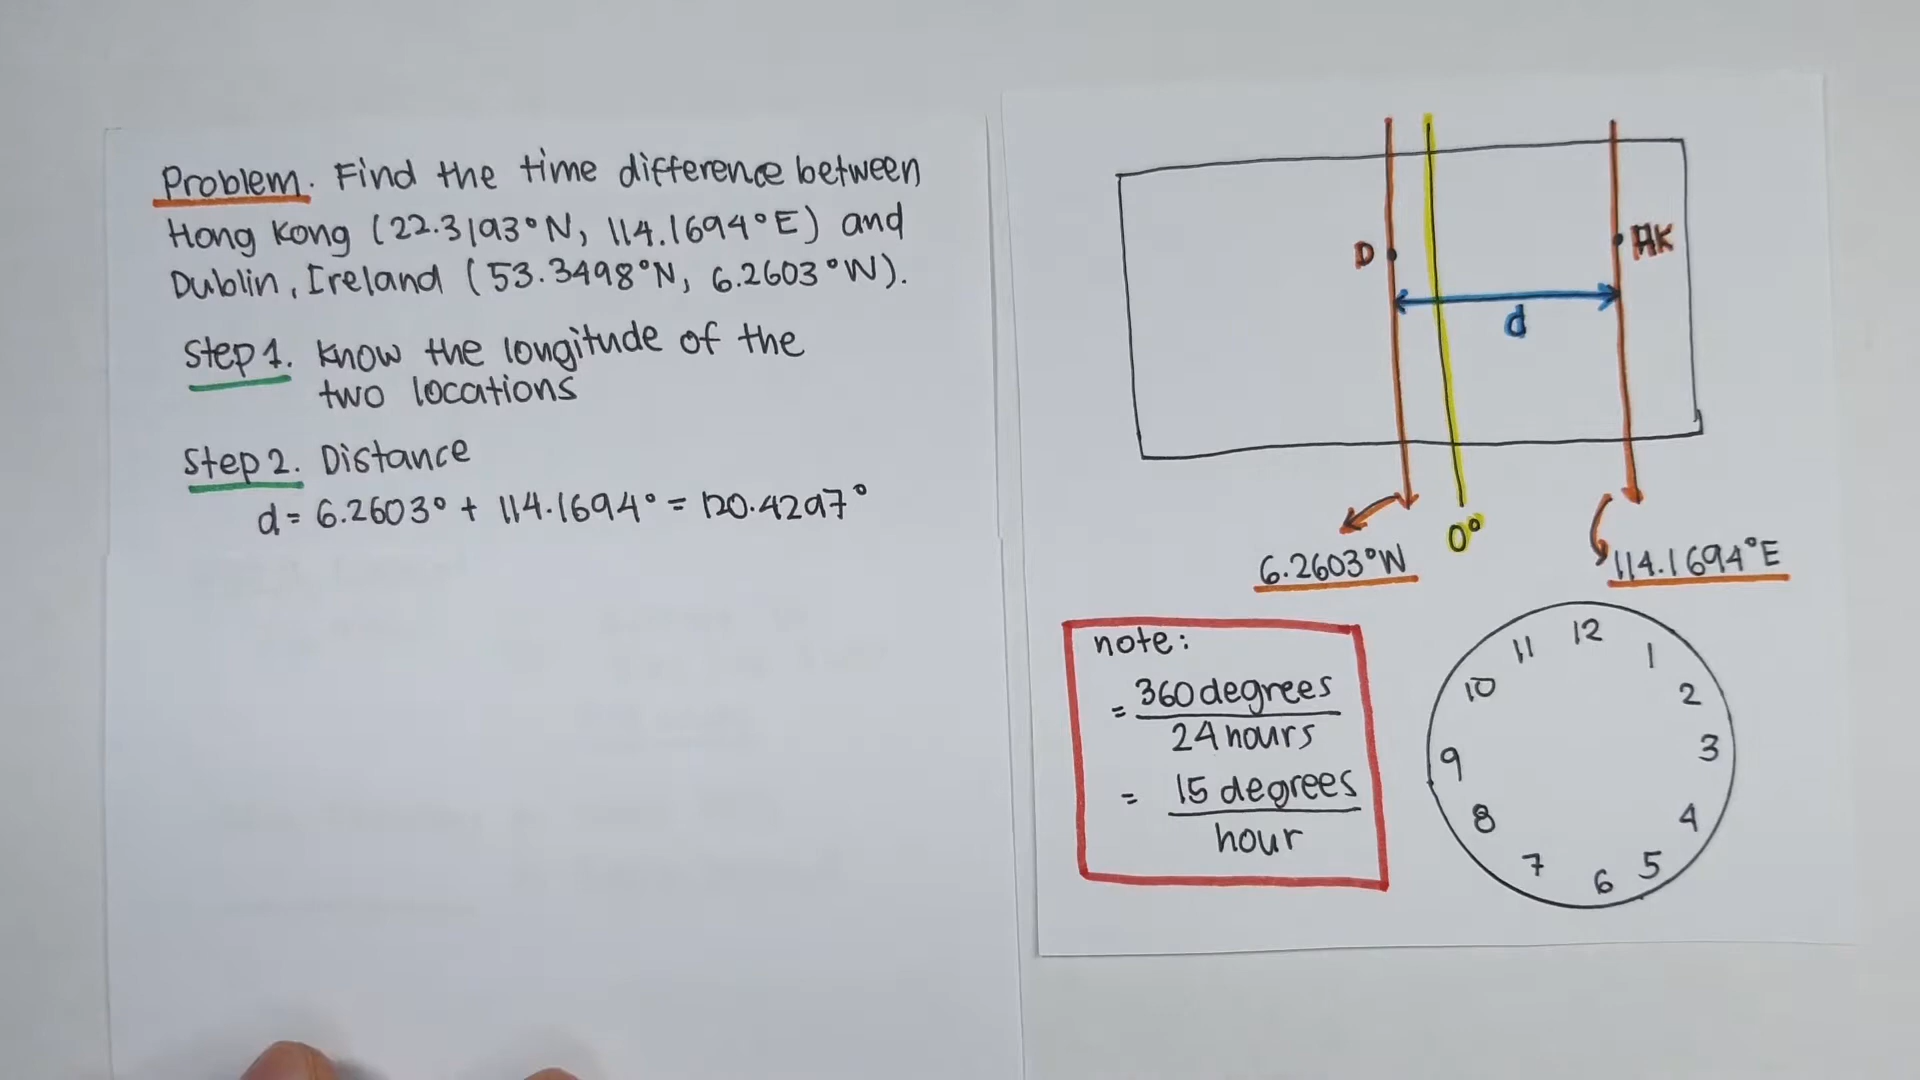 Problem. Find the time difference between
Hong Kong (22.3193°N, 114.1694°E) and
Dublin, Ireland (53.3498°N, 6.2603°W).
Step 1. Know the longitude of the
two locations
Step 2. Distance
d = 6.2603° + 114.1694° = 120.4297°
D
HK
d
6.2603°W
0°
114.1694°E
note:
= 360 degrees
24 hours
= 15 degrees
hour
12
11
1
10
2
9
3
8
4
7
5
6